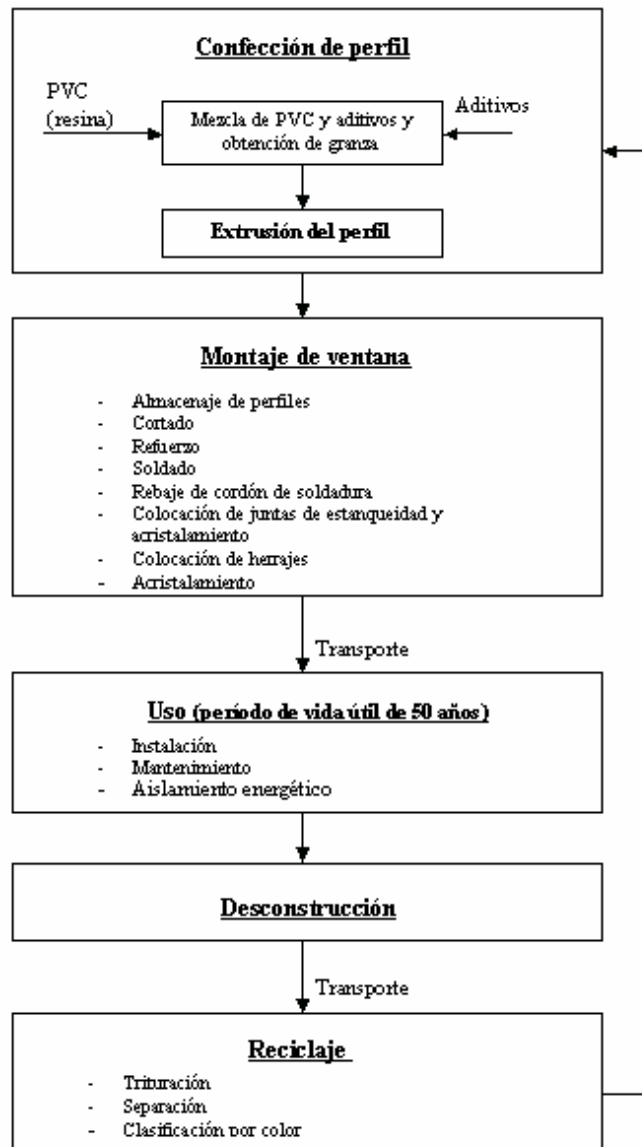 Confección de perfil
PVC
(resina)
Aditivos
Mezcla de PVC y aditivos y
obtención de granza
Extrusión del perfil
Montaje de ventana
- Almacenaje de perfiles
- Cortado
- Refuerzo
- Soldado
- Rebaje de cordón de soldadura
- Colocación de juntas de estanqueidad y
acristalamiento
- Colocación de herrajes
- Acristalamiento
Transporte
Uso (período de vida útil de 50 años)
- Instalación
- Mantenimiento
- Aislamiento energético
Desconstrucción
Transporte
Reciclaje
- Trituración
- Separación
- Clasificación por color